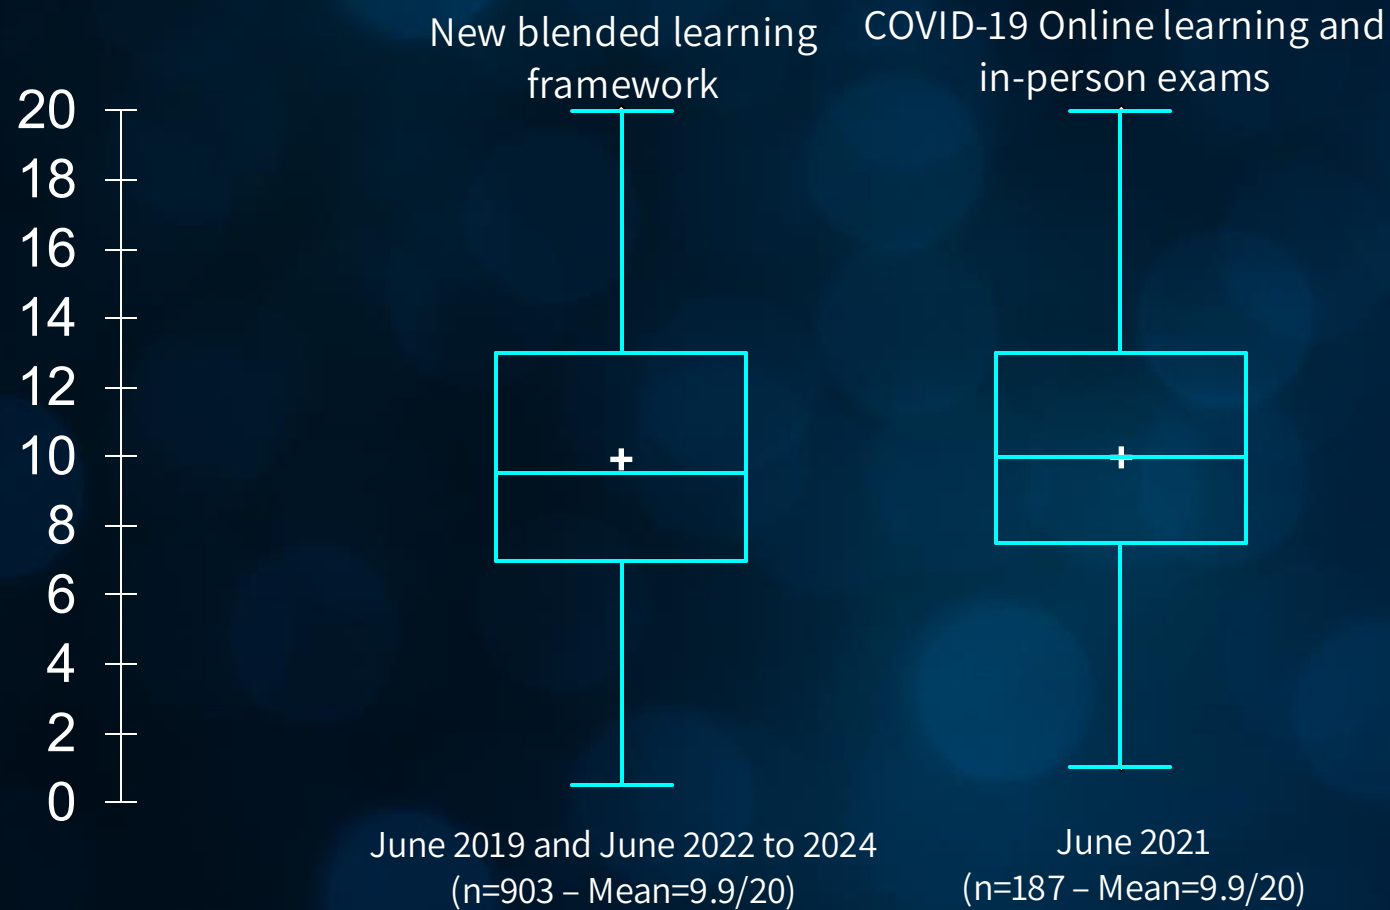 New blended learning
framework
COVID-19 Online learning and
in-person exams
20
18
16
14
12
10
8
6
4
2
0
June 2019 and June 2022 to 2024
(n=903 – Mean=9.9/20)
June 2021
(n=187 – Mean=9.9/20)